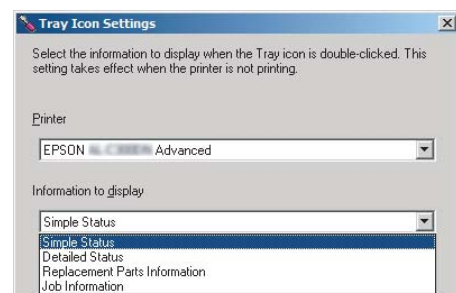 Tray Icon Settings
Select the information to display when the Tray icon is double-clicked. This
setting takes effect when the printer is not printing.
Printer
EPSON Advanced
Information to display
Simple Status
Simple Status
Detailed Status
Replacement Parts Information
Job Information